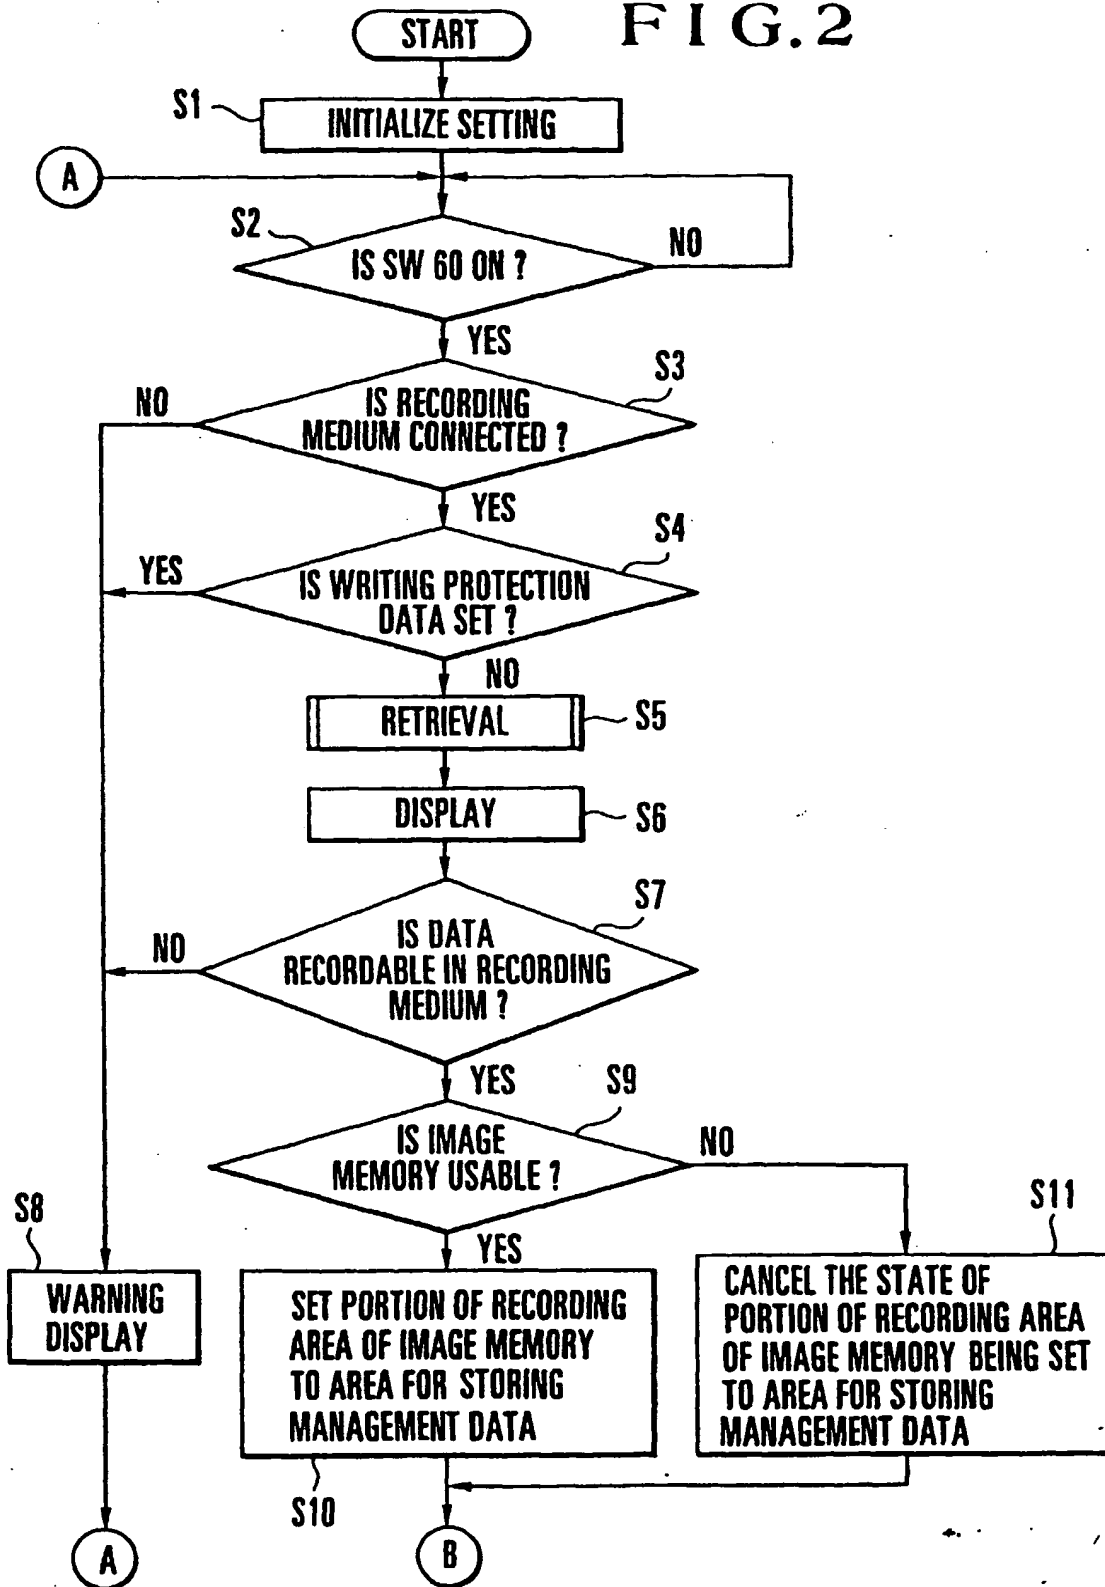 FIG.2
START
S1
INITIALIZE SETTING
A
S2
IS SW 60 ON ?
NO
YES
S3
IS RECORDING
MEDIUM CONNECTED ?
NO
YES
S4
IS WRITING PROTECTION
DATA SET ?
YES
NO
RETRIEVAL
S5
DISPLAY
S6
S7
IS DATA
RECORDABLE IN RECORDING
MEDIUM ?
NO
YES
S9
IS IMAGE
MEMORY USABLE ?
NO
YES
S8
WARNING
DISPLAY
SET PORTION OF RECORDING
AREA OF IMAGE MEMORY
TO AREA FOR STORING
MANAGEMENT DATA
S10
S11
CANCEL THE STATE OF
PORTION OF RECORDING AREA
OF IMAGE MEMORY BEING SET
TO AREA FOR STORING
MANAGEMENT DATA
A
B